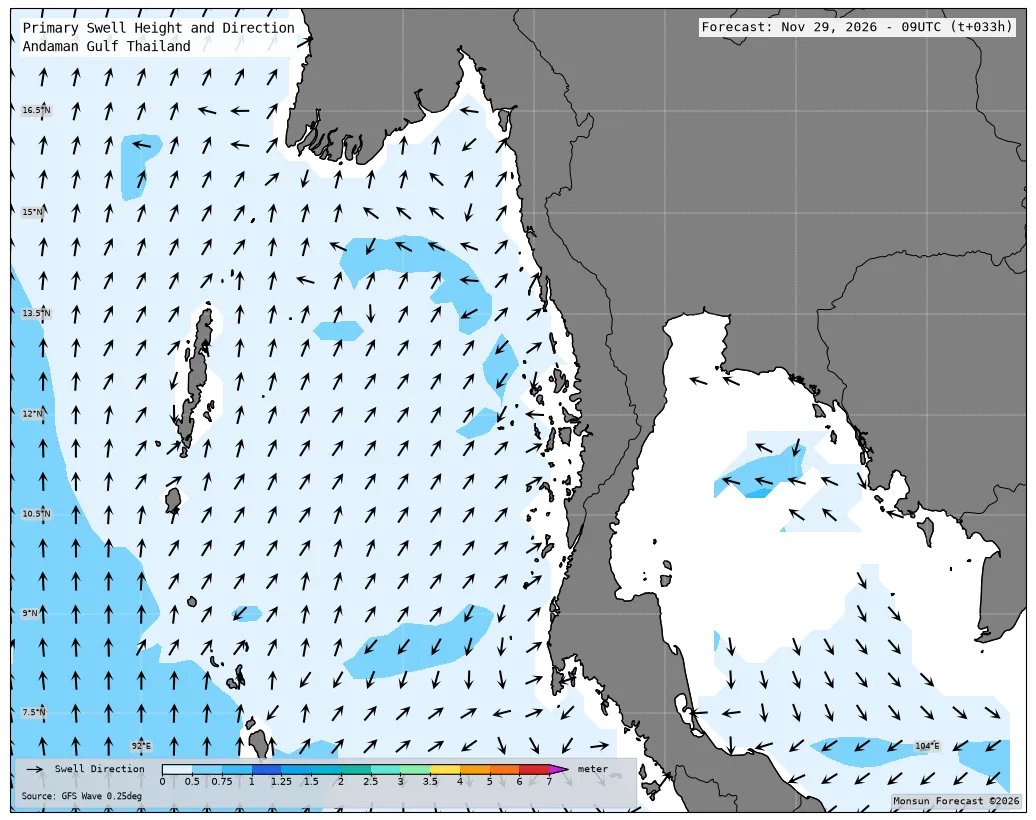 Primary Swell Height and Direction
Andaman Gulf Thailand
Forecast: Nov 29, 2026 - 09UTC (t+033h)
16.5°N
15°N
13.5°N
12°N
10.5°N
9°N
7.5°N
92°E
104°E
Swell Direction
meter
0 0.5 0.75 1 1.25 1.5 2 2.5 3 3.5 4 5 6 7
Source: GFS Wave 0.25deg
Monsun Forecast ©2026